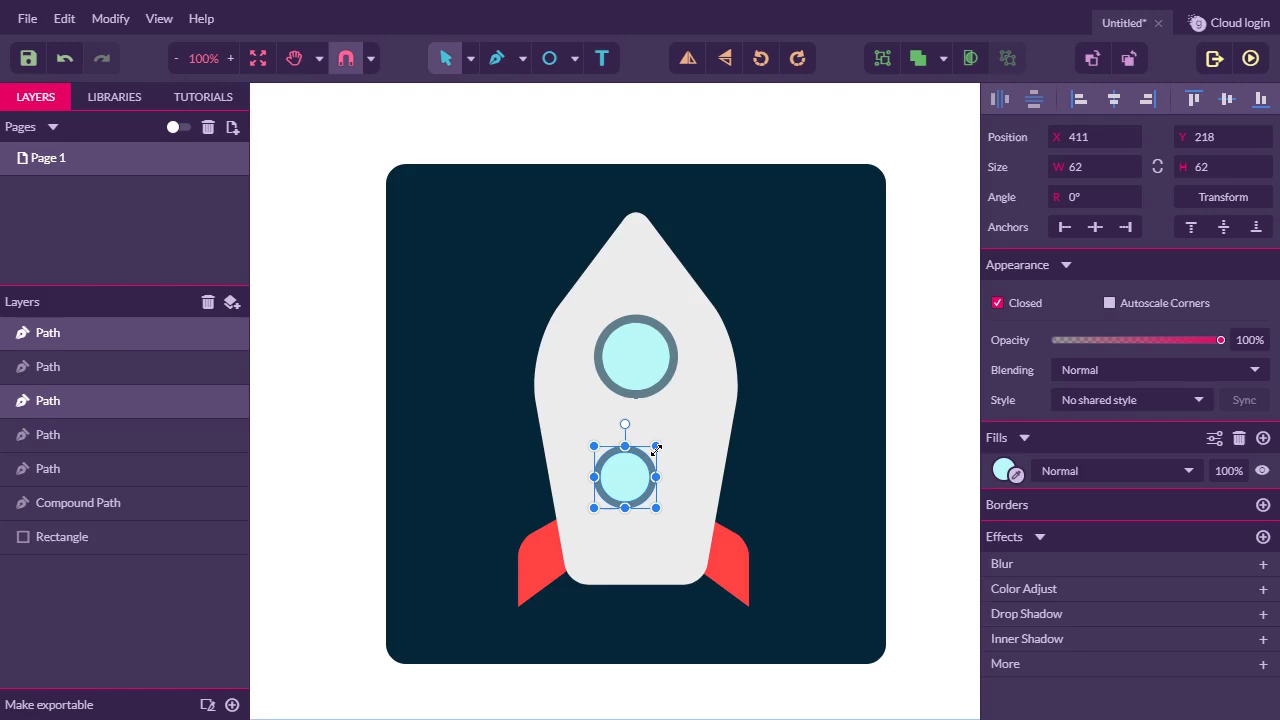 File Edit Modify View Help
Untitled*
Cloud login
- 100% +
T
LAYERS LIBRARIES TUTORIALS
Pages
Page 1
Layers
Path
Path
Path
Path
Path
Compound Path
Rectangle
Make exportable
Position X 411 Y 218
Size W 62 H 62
Angle R 0° Transform
Anchors
Appearance
Closed Autoscale Corners
Opacity 100%
Blending Normal
Style No shared style Sync
Fills
Normal 100%
Borders
Effects
Blur +
Color Adjust +
Drop Shadow +
Inner Shadow +
More +